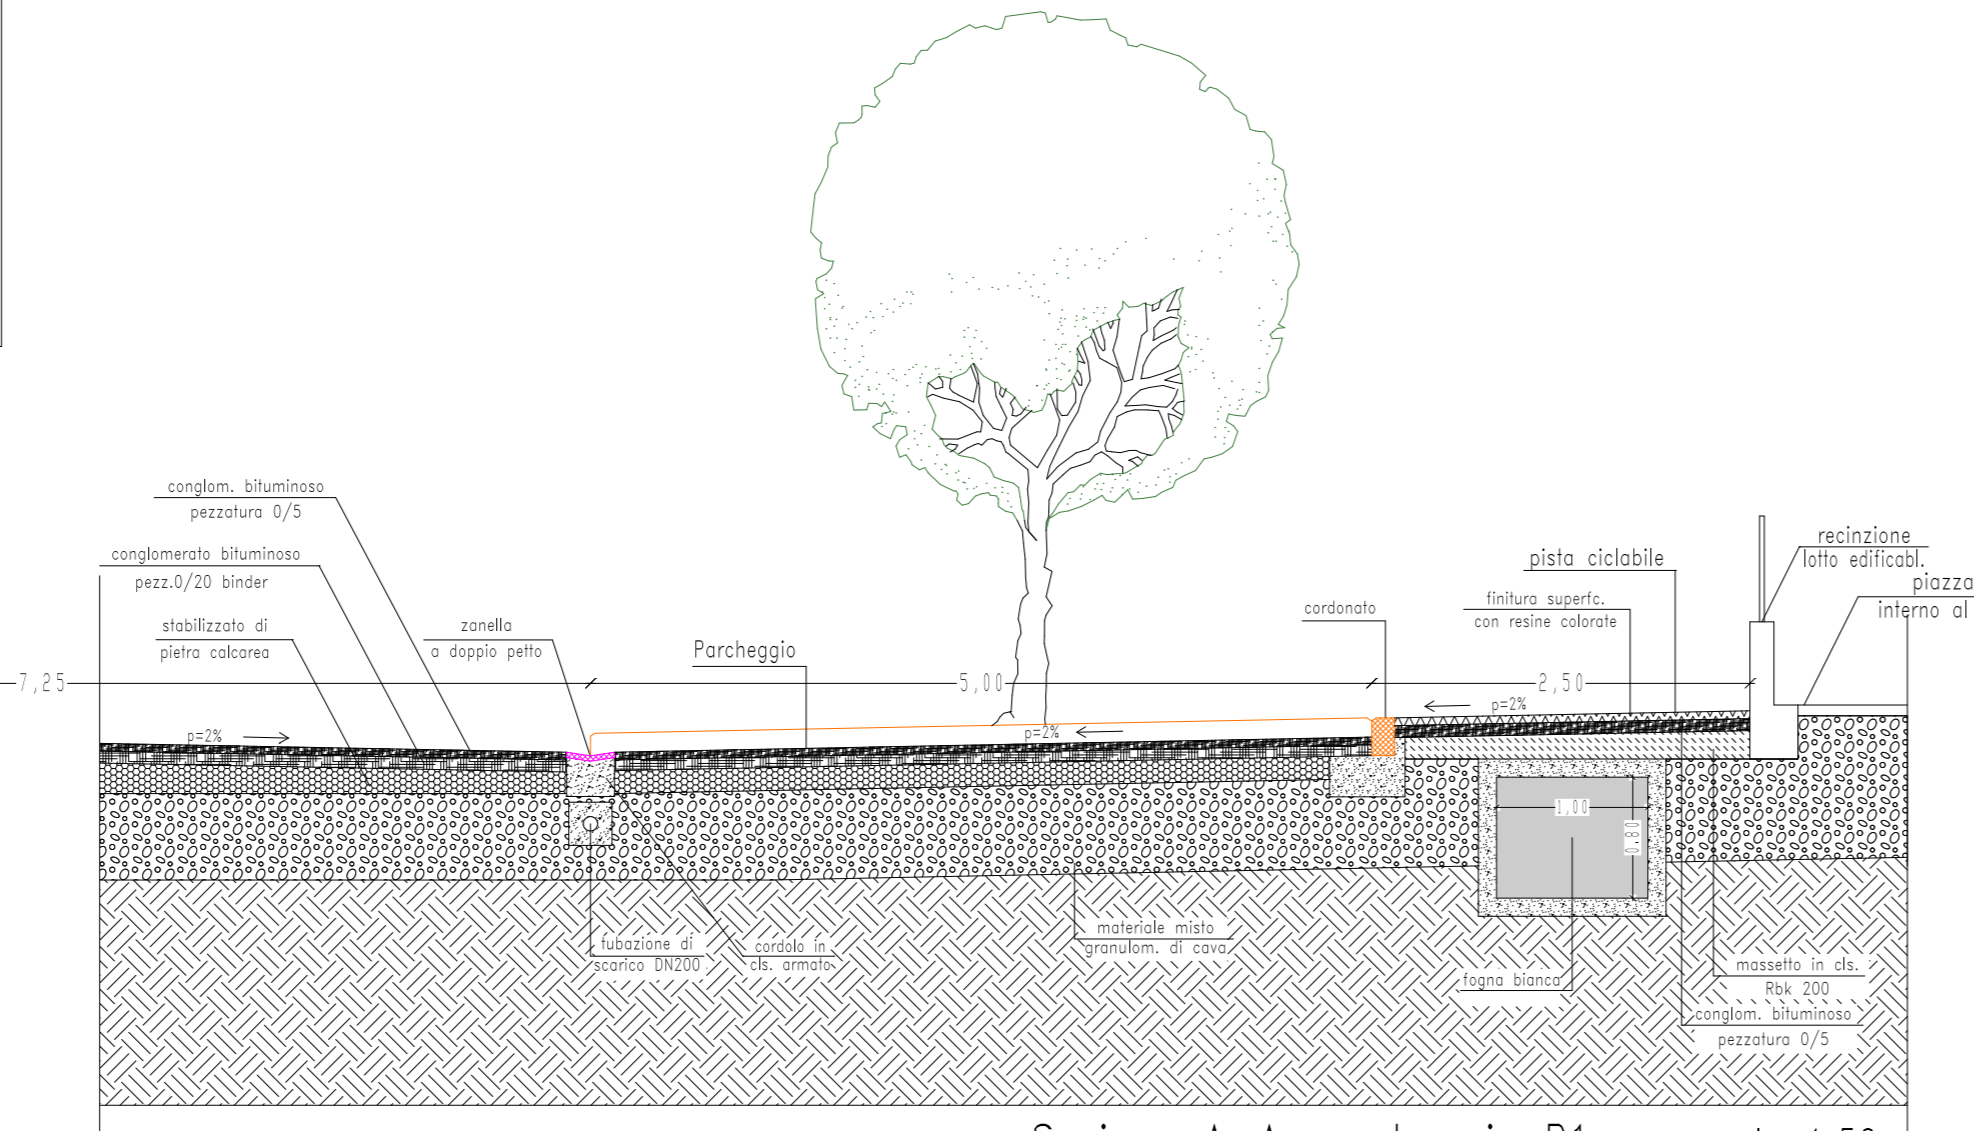 conglom. bituminoso
pezzatura 0/5
conglomerato bituminoso
pezz.0/20 binder
stabilizzato di
pietra calcarea
zanella
a doppio petto
Parcheggio
cordonato
pista ciclabile
finitura superfc.
con resine colorate
recinzione
lotto edificabl.
piazza
interno al
7,25
5,00
2,50
p=2%
p=2%
p=2%
1,00
0,80
fubazione di
scarico DN200
cordolo in
cls. armato
materiale misto
granulom. di cava
fogna bianca
massetto in cls.
Rbk 200
conglom. bituminoso
pezzatura 0/5